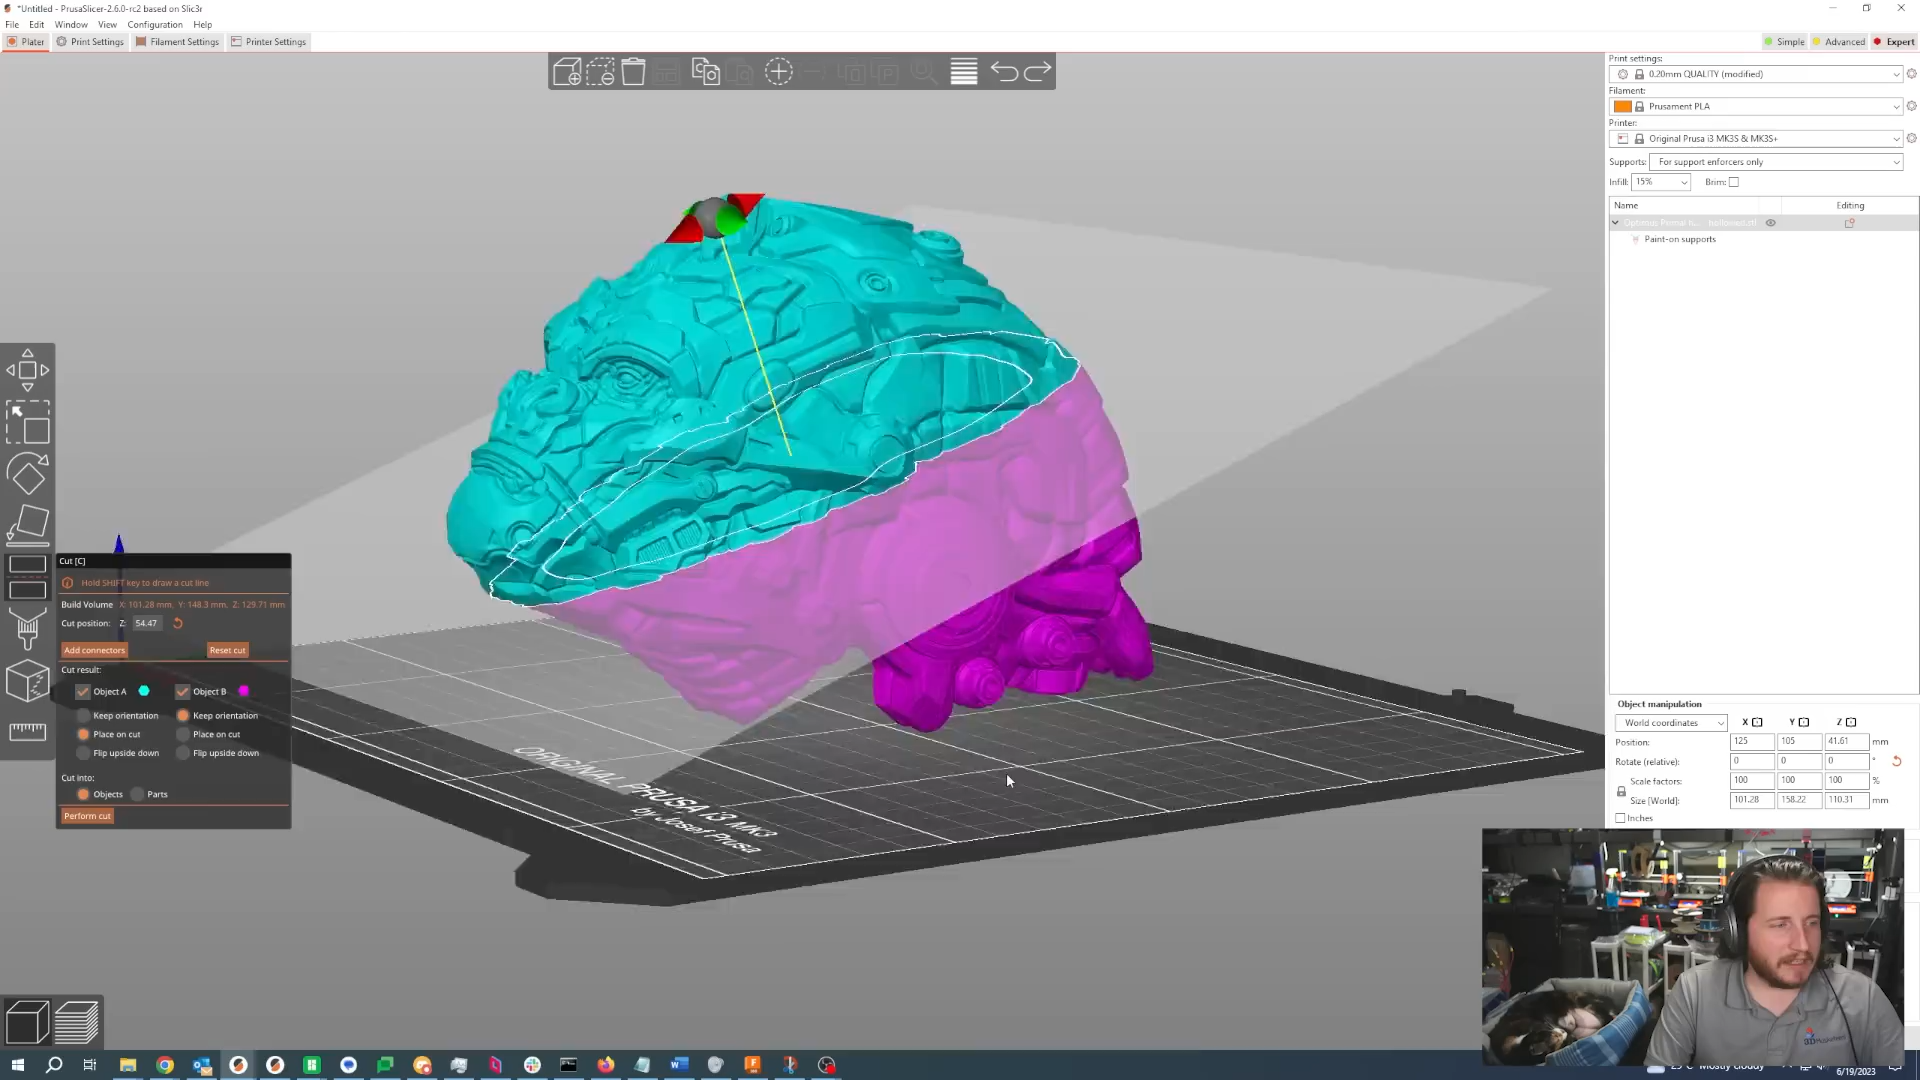 *Untitled - PrusaSlicer-2.6.0-rc2 based on Slic3r
File Edit Window View Configuration Help
Plater Print Settings Filament Settings Printer Settings
Simple Advanced Expert
Print settings:
0.20mm QUALITY (modified)
Filament:
Prusament PLA
Printer:
Original Prusa i3 MK3S & MK3S+
Supports: For support enforcers only
Infill: 15% Brim:
Name Editing
Paint-on supports
Cut [C]
Hold SHIFT key to draw a cut line
Build Volume X: 101.28 mm, Y: 148.3 mm, Z: 129.71 mm
Cut position: Z: 54.47
Add connectors Reset cut
Cut result:
Object A Object B
Keep orientation Keep orientation
Place on cut Place on cut
Flip upside down Flip upside down
Cut into:
Objects Parts
Perform cut
ORIGINAL PRUSA i3 MK3
by Josef Prusa
Object manipulation
World coordinates X Y Z
Position: 125 105 41.61 mm
Rotate (relative): 0 0 0 °
Scale factors: 100 100 100 %
Size [World]: 101.28 158.22 110.31 mm
Inches
Mostly cloudy
6/19/2023